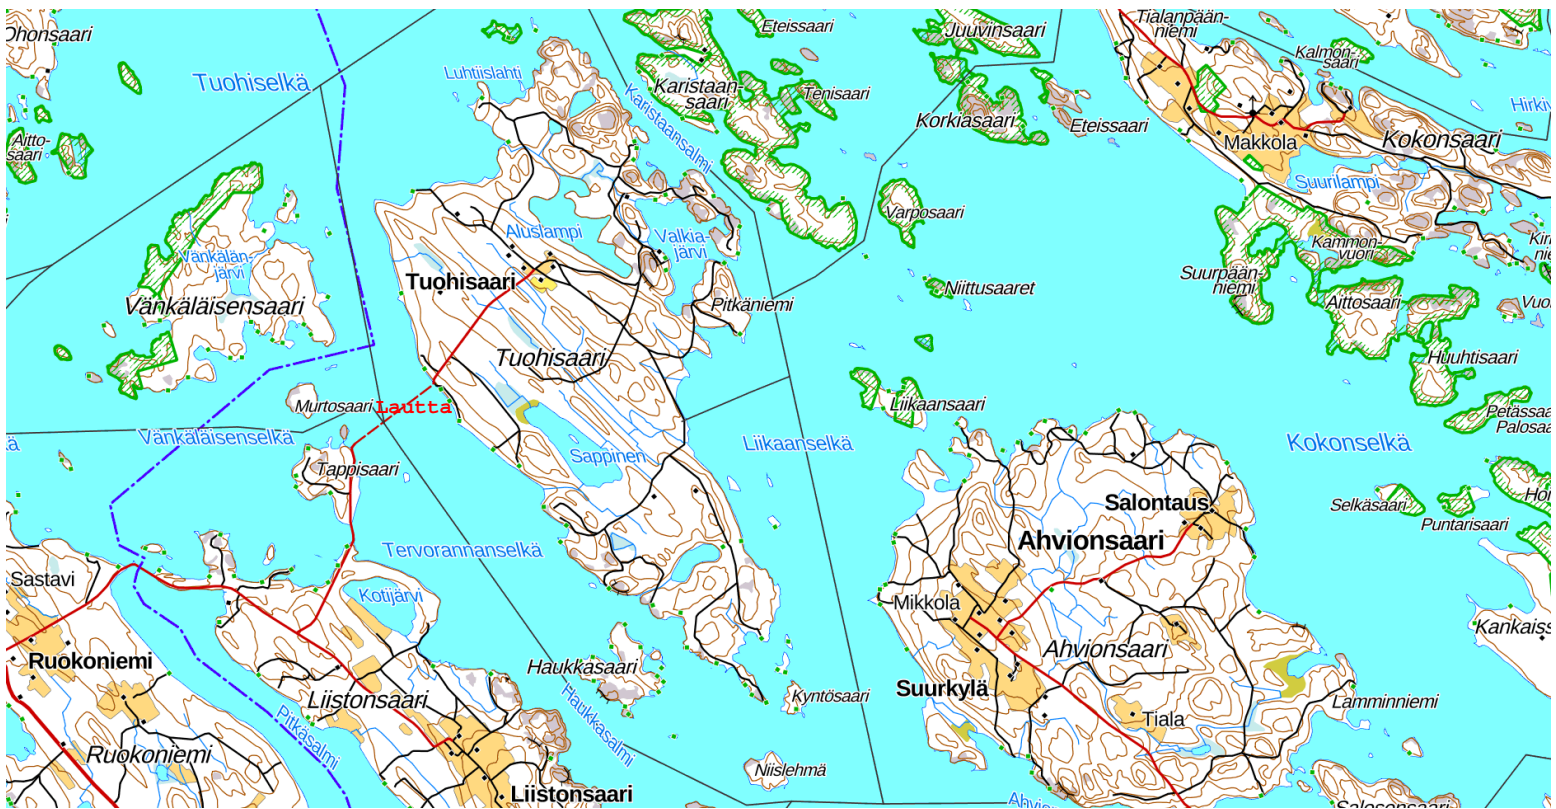 Ohonsaari
Tuohiselkä
Luhtiislahti
Eteissaari
Juuvinsaari
Tialanpään-
niemi
Kalmon-
saari
Karistaan-
saari
Tenisaari
Karistaansalmi
Korkiasaari
Eteissaari
Makkola
Kokonsaari
Aitto-
saari
Suurilampi
Varposaari
Aluslampi
Valkia-
järvi
Kammon-
vuori
Vänkälän-
järvi
Suurpään-
niemi
Tuohisaari
Niittusaaret
Aittosaari
Vänkäläisensaari
Pitkäniemi
Tuohisaari
Huuhtisaari
Murtosaari
Lautta
Liikaansaari
Vänkäläisenselkä
Liikaanselkä
Kokonselkä
Sappinen
Tappisaari
Salontaus
Selkäsaari
Puntarisaari
Tervorannanselkä
Ahvionsaari
Sastavi
Kotijärvi
Mikkola
Ahvionsaari
Ruokoniemi
Haukkasaari
Suurkylä
Liistonsaari
Kyntösaari
Lamminniemi
Haukkasalmi
Tiala
Pitkäsalmi
Ruokoniemi
Niislehmä
Liistonsaari
Salosensaari